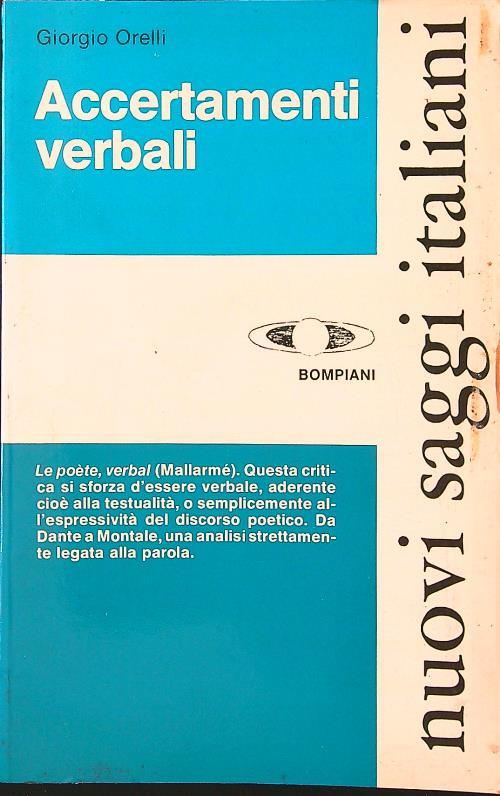 Giorgio Orelli
Accertamenti
verbali
BOMPIANI
Le poète, verbal (Mallarmé). Questa criti-
ca si sforza d'essere verbale, aderente
cioè alla testualità, o semplicemente al-
l'espressività del discorso poetico. Da
Dante a Montale, una analisi strettamen-
te legata alla parola.
nuovi saggi italiani